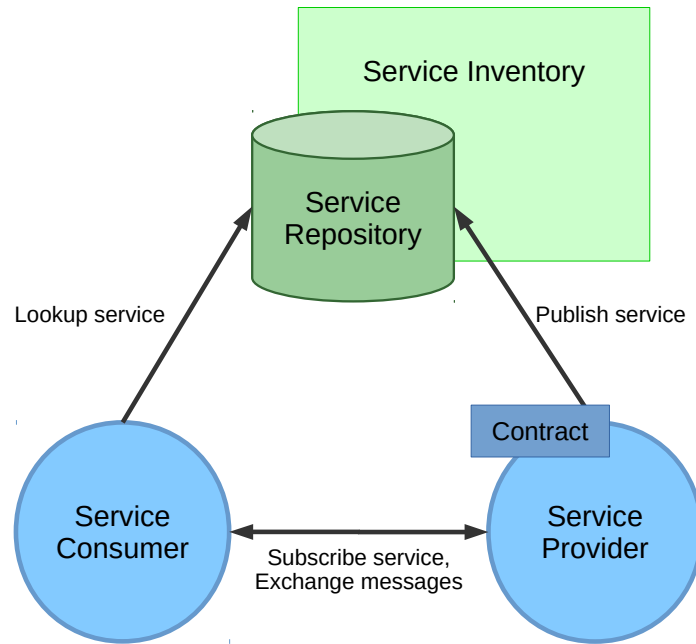 Service Inventory
Service
Repository
Lookup service
Publish service
Contract
Service
Consumer
Service
Provider
Subscribe service,
Exchange messages